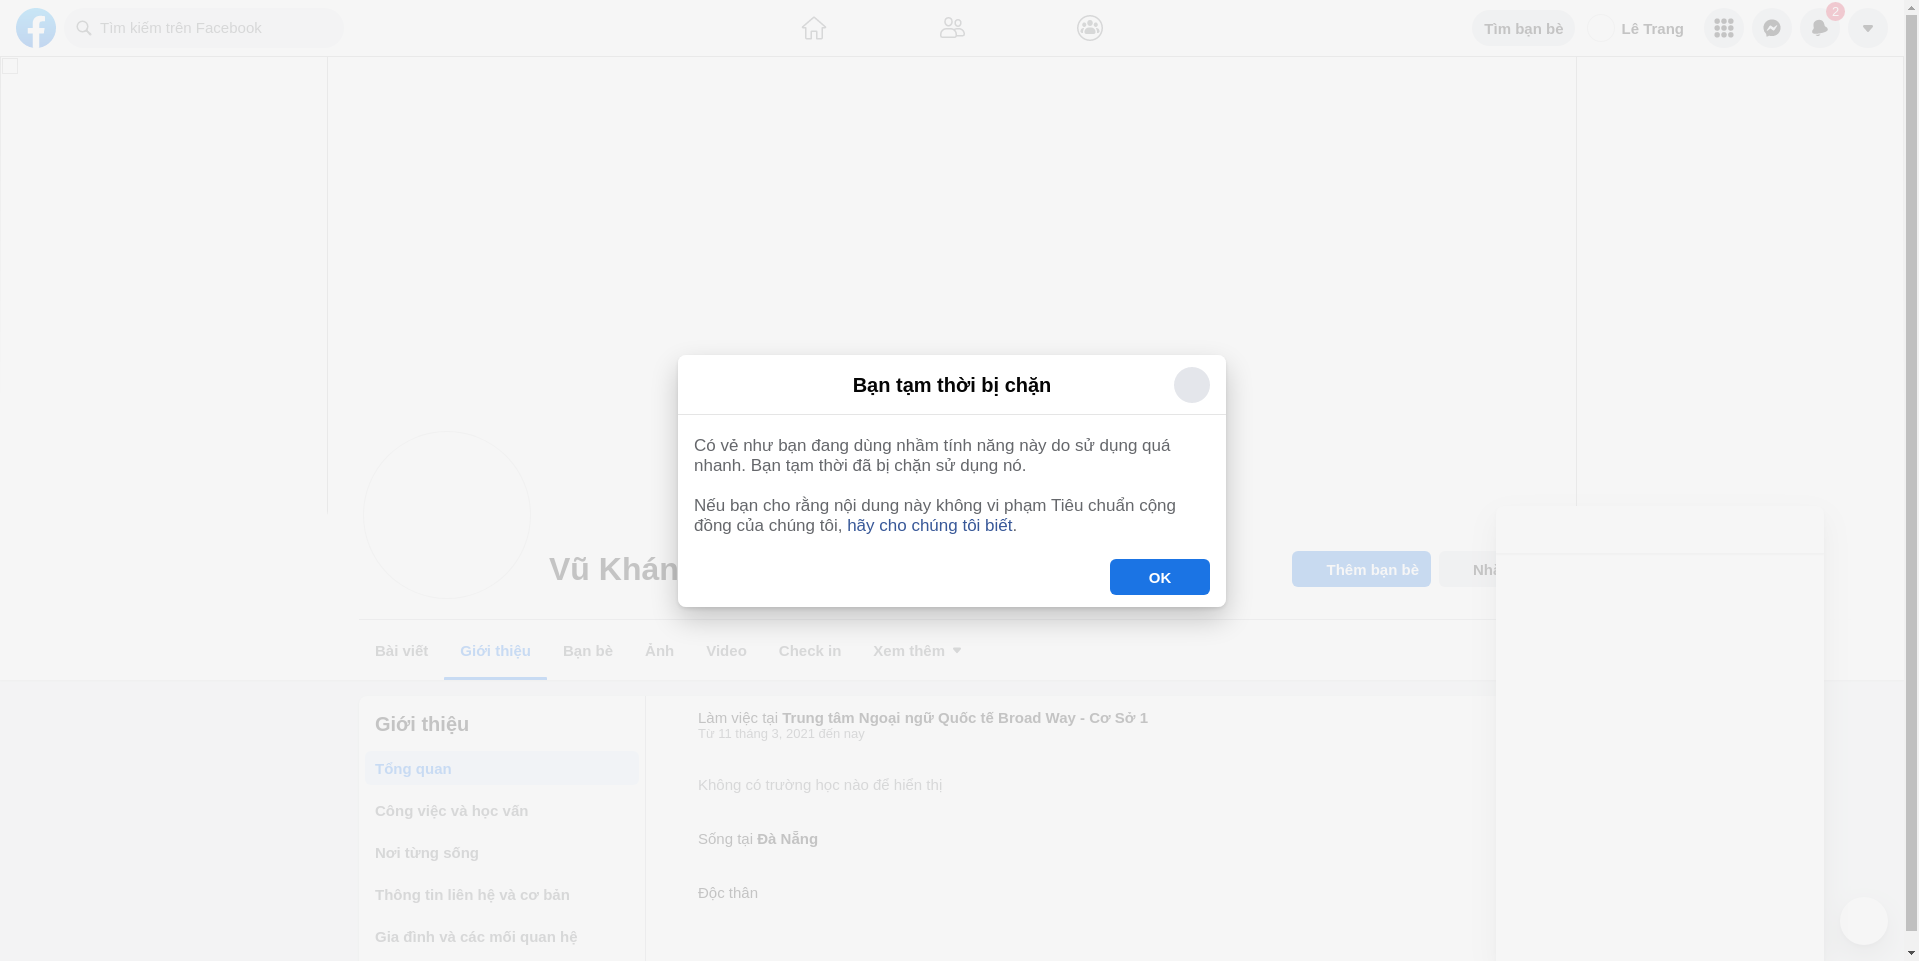 Tìm kiếm trên Facebook
Tìm bạn bè
Lê Trang
2
Bạn tạm thời bị chặn
Có vẻ như bạn đang dùng nhầm tính năng này do sử dụng quá
nhanh. Bạn tạm thời đã bị chặn sử dụng nó.
Nếu bạn cho rằng nội dung này không vi phạm Tiêu chuẩn cộng
đồng của chúng tôi, hãy cho chúng tôi biết.
OK
Vũ Khán
Thêm bạn bè
Bài viết
Giới thiệu
Bạn bè
Ảnh
Video
Check in
Xem thêm
Giới thiệu
Tổng quan
Công việc và học vấn
Nơi từng sống
Thông tin liên hệ và cơ bản
Gia đình và các mối quan hệ
Làm việc tại Trung tâm Ngoại ngữ Quốc tế Broad Way - Cơ Sở 1
Từ 11 tháng 3, 2021 đến nay
Không có trường học nào để hiển thị
Sống tại Đà Nẵng
Độc thân